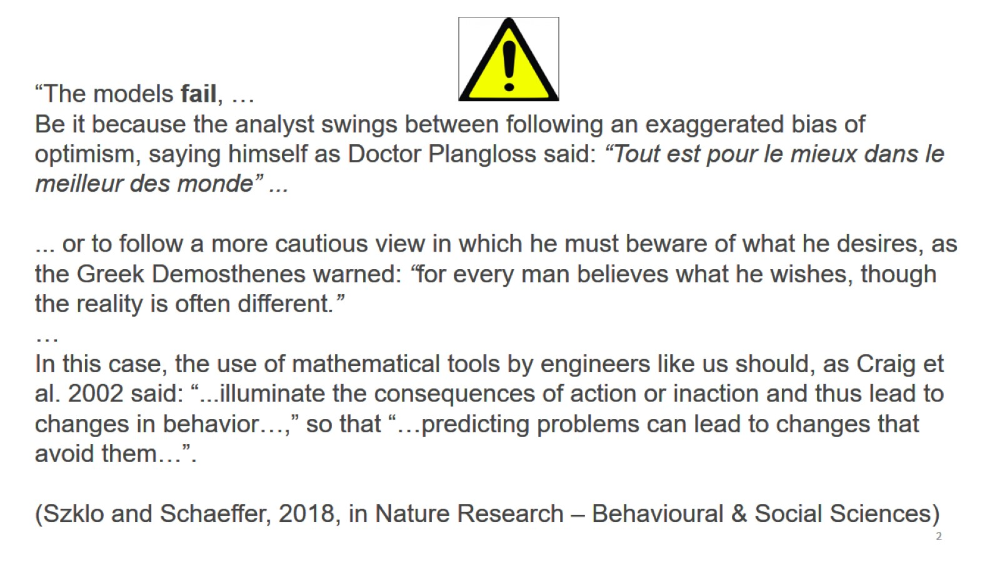 “The models fail, …
Be it because the analyst swings between following an exaggerated bias of
optimism, saying himself as Doctor Plangloss said: “Tout est pour le mieux dans le
meilleur des monde” ...
... or to follow a more cautious view in which he must beware of what he desires, as
the Greek Demosthenes warned: “for every man believes what he wishes, though
the reality is often different.”
…
In this case, the use of mathematical tools by engineers like us should, as Craig et
al. 2002 said: “...illuminate the consequences of action or inaction and thus lead to
changes in behavior…,” so that “…predicting problems can lead to changes that
avoid them…”.
(Szklo and Schaeffer, 2018, in Nature Research – Behavioural & Social Sciences)
2